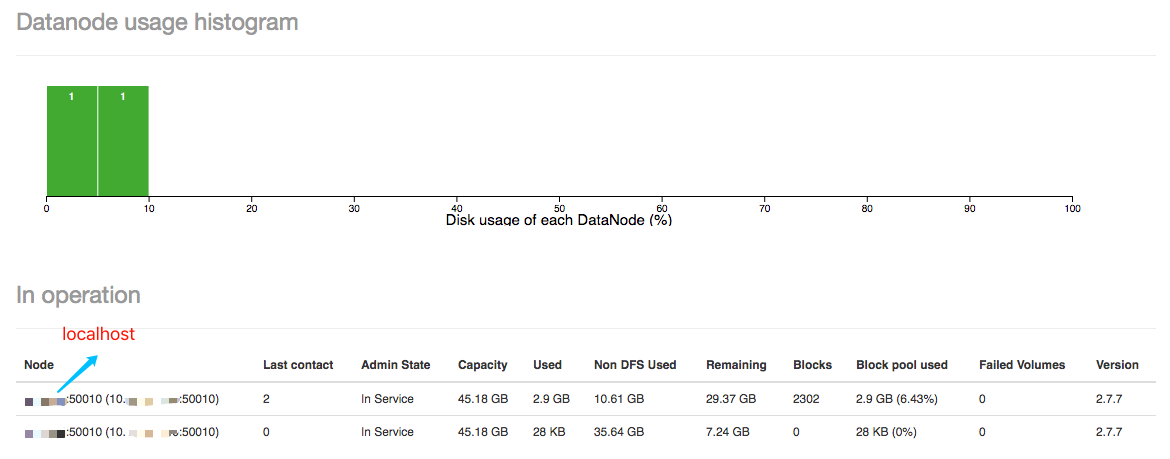 Datanode usage histogram
1 1
0 10 20 30 40 50 60 70 80 90 100
Disk usage of each DataNode (%)
In operation
localhost
Node Last contact Admin State Capacity Used Non DFS Used Remaining Blocks Block pool used Failed Volumes Version
:50010 (10. :50010) 2 In Service 45.18 GB 2.9 GB 10.61 GB 29.37 GB 2302 2.9 GB (6.43%) 0 2.7.7
:50010 (10. :50010) 0 In Service 45.18 GB 28 KB 35.64 GB 7.24 GB 0 28 KB (0%) 0 2.7.7